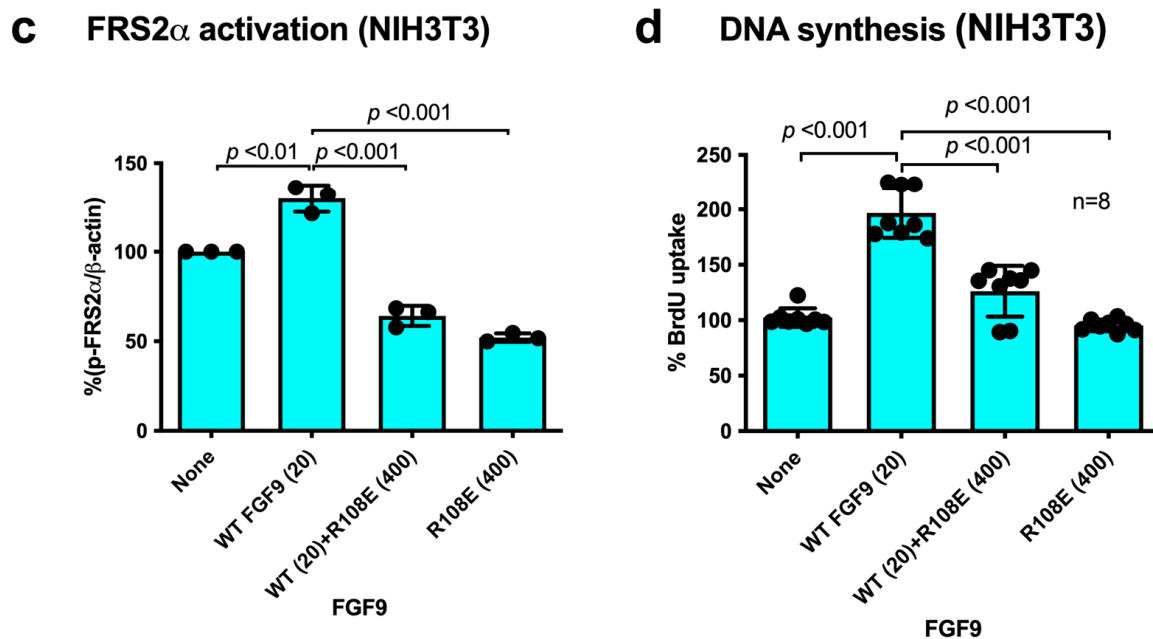 c FRS2α activation (NIH3T3)
p <0.001
p <0.01 p <0.001
150
100
50
0
%(p-FRS2α/β-actin)
None
WT FGF9 (20)
WT (20)+R108E (400)
R108E (400)
FGF9
d DNA synthesis (NIH3T3)
p <0.001
p <0.001
p <0.001
n=8
250
200
150
100
50
0
% BrdU uptake
None
WT FGF9 (20)
WT (20)+R108E (400)
R108E (400)
FGF9